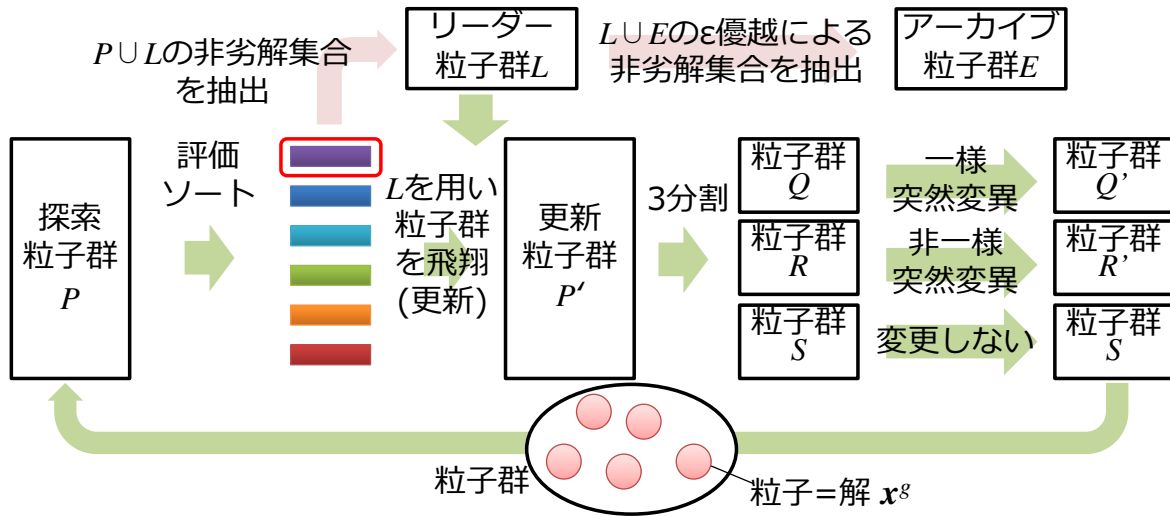 P∪Lの非劣解集合
を抽出
リーダー
粒子群L
L∪Eのε優越による
非劣解集合を抽出
アーカイブ
粒子群E
探索
粒子群
P
評価
ソート
Lを用い
粒子群
を飛翔
(更新)
更新
粒子群
P‘
3分割
粒子群
Q
一様
突然変異
粒子群
Q’
粒子群
R
非一様
突然変異
粒子群
R’
粒子群
S
変更しない
粒子群
S
粒子群
粒子=解 x^g